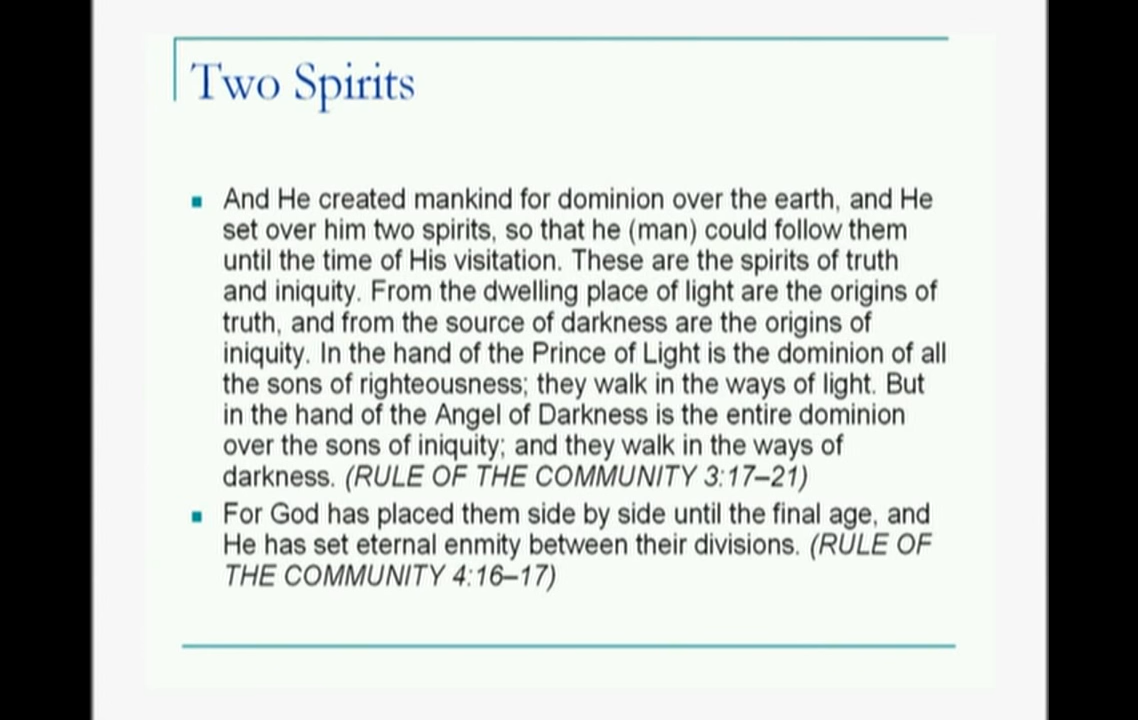 Two Spirits
And He created mankind for dominion over the earth, and He
set over him two spirits, so that he (man) could follow them
until the time of His visitation. These are the spirits of truth
and iniquity. From the dwelling place of light are the origins of
truth, and from the source of darkness are the origins of
iniquity. In the hand of the Prince of Light is the dominion of all
the sons of righteousness; they walk in the ways of light. But
in the hand of the Angel of Darkness is the entire dominion
over the sons of iniquity; and they walk in the ways of
darkness. (RULE OF THE COMMUNITY 3:17–21)
For God has placed them side by side until the final age, and
He has set eternal enmity between their divisions. (RULE OF
THE COMMUNITY 4:16–17)